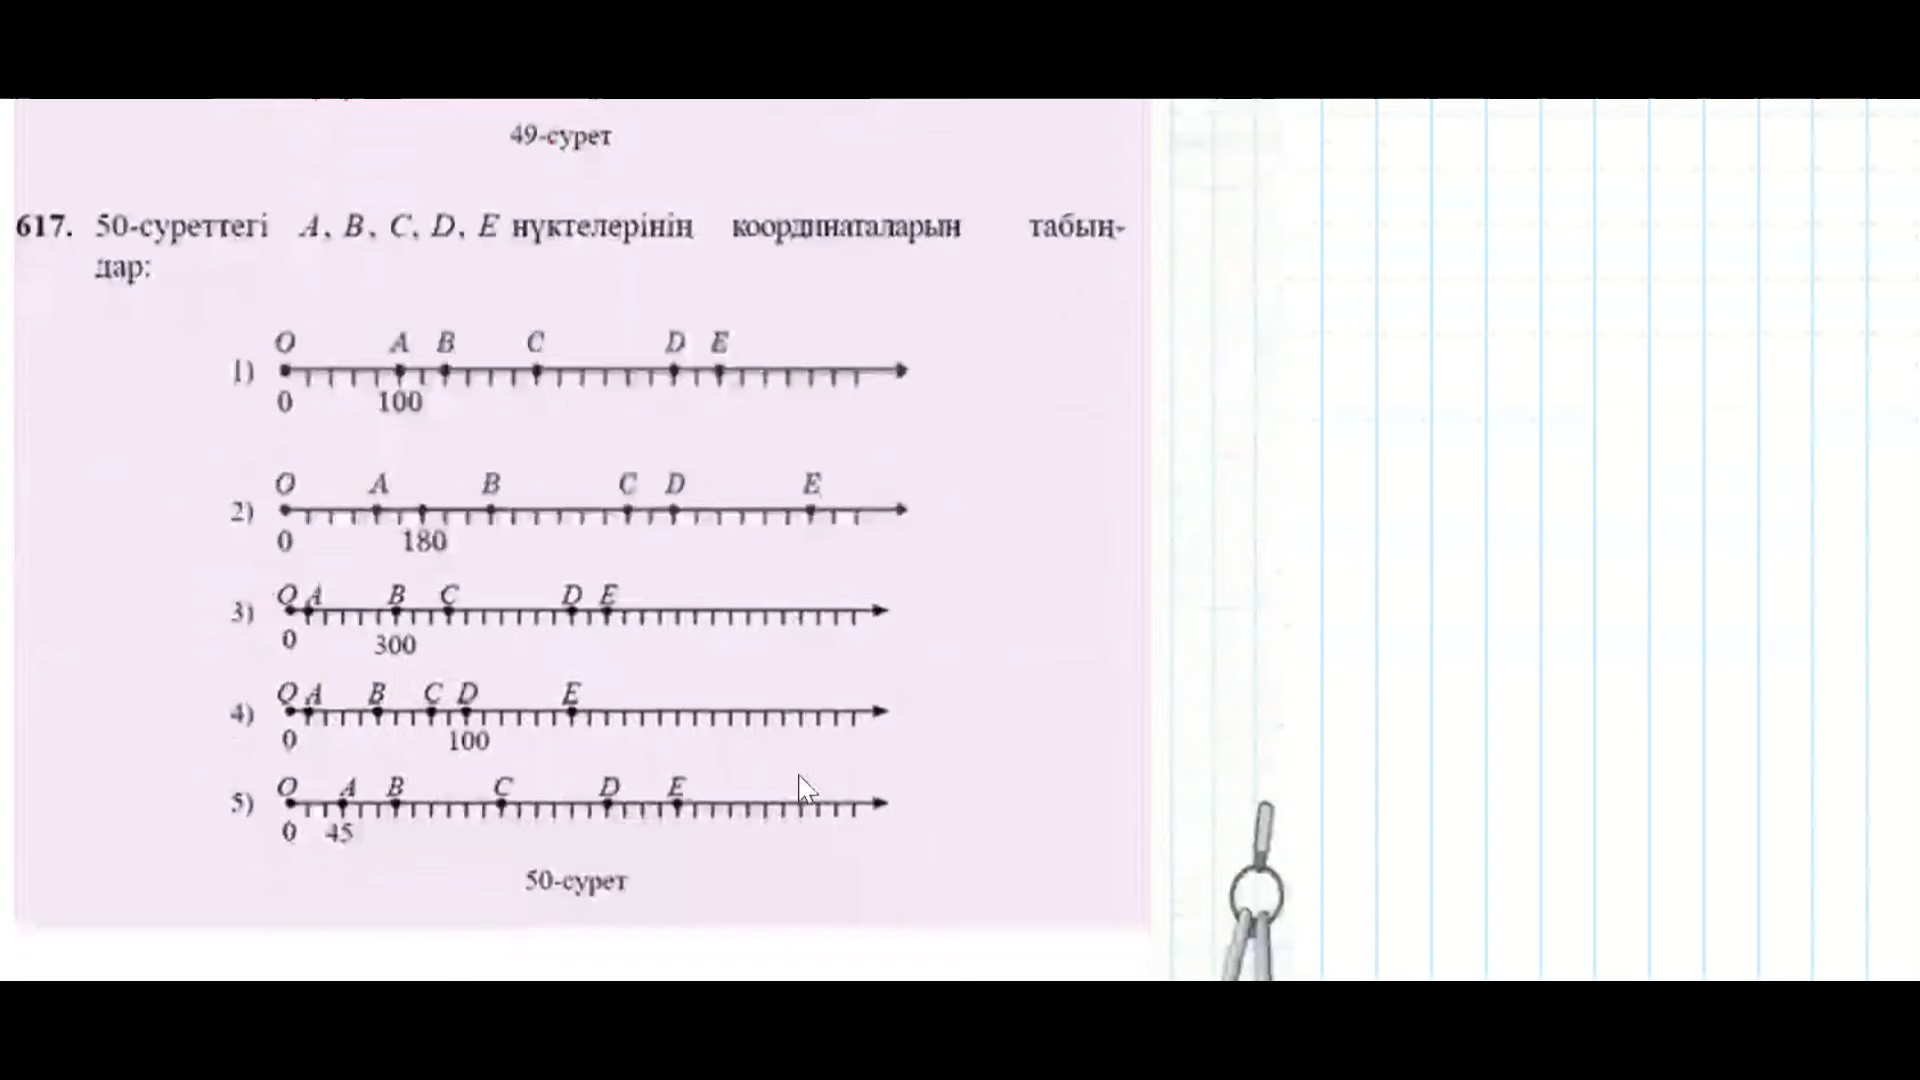 49-сурет
617. 50-суреттегі A, B, C, D, E нүктелерінің координаталарын табың-
дар:
O A B C D E
1)
0 100
O A B C D E
2)
0 180
O A B C D E
3)
0 300
O A B C D E
4)
0 100
O A B C D E
5)
0 45
50-сурет